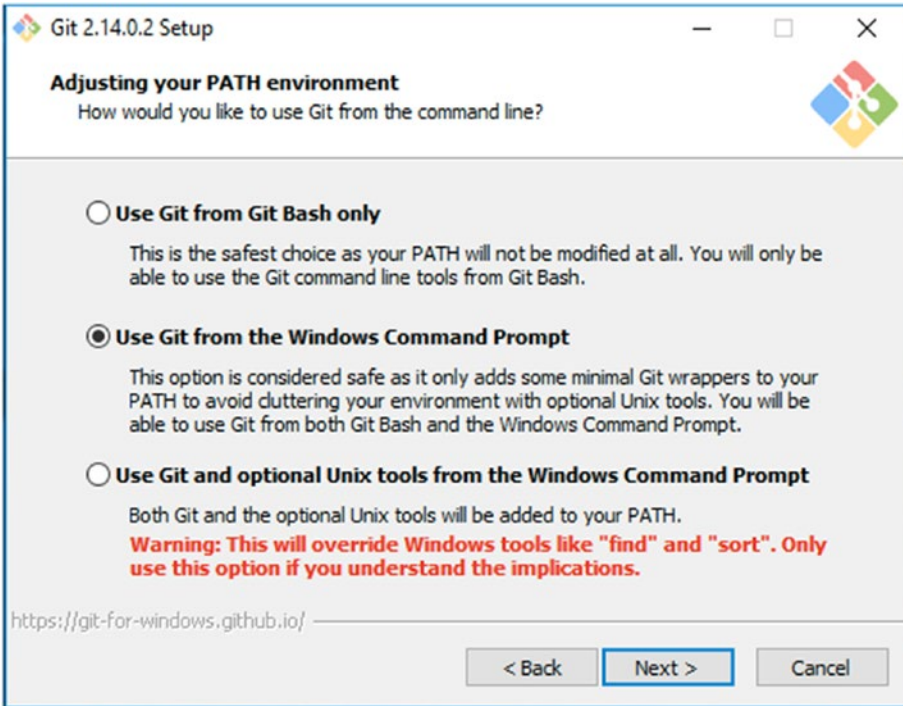 Git 2.14.0.2 Setup
Adjusting your PATH environment
How would you like to use Git from the command line?
Use Git from Git Bash only
This is the safest choice as your PATH will not be modified at all. You will only be
able to use the Git command line tools from Git Bash.
Use Git from the Windows Command Prompt
This option is considered safe as it only adds some minimal Git wrappers to your
PATH to avoid cluttering your environment with optional Unix tools. You will be
able to use Git from both Git Bash and the Windows Command Prompt.
Use Git and optional Unix tools from the Windows Command Prompt
Both Git and the optional Unix tools will be added to your PATH.
Warning: This will override Windows tools like "find" and "sort". Only
use this option if you understand the implications.
https://git-for-windows.github.io/
< Back Next > Cancel